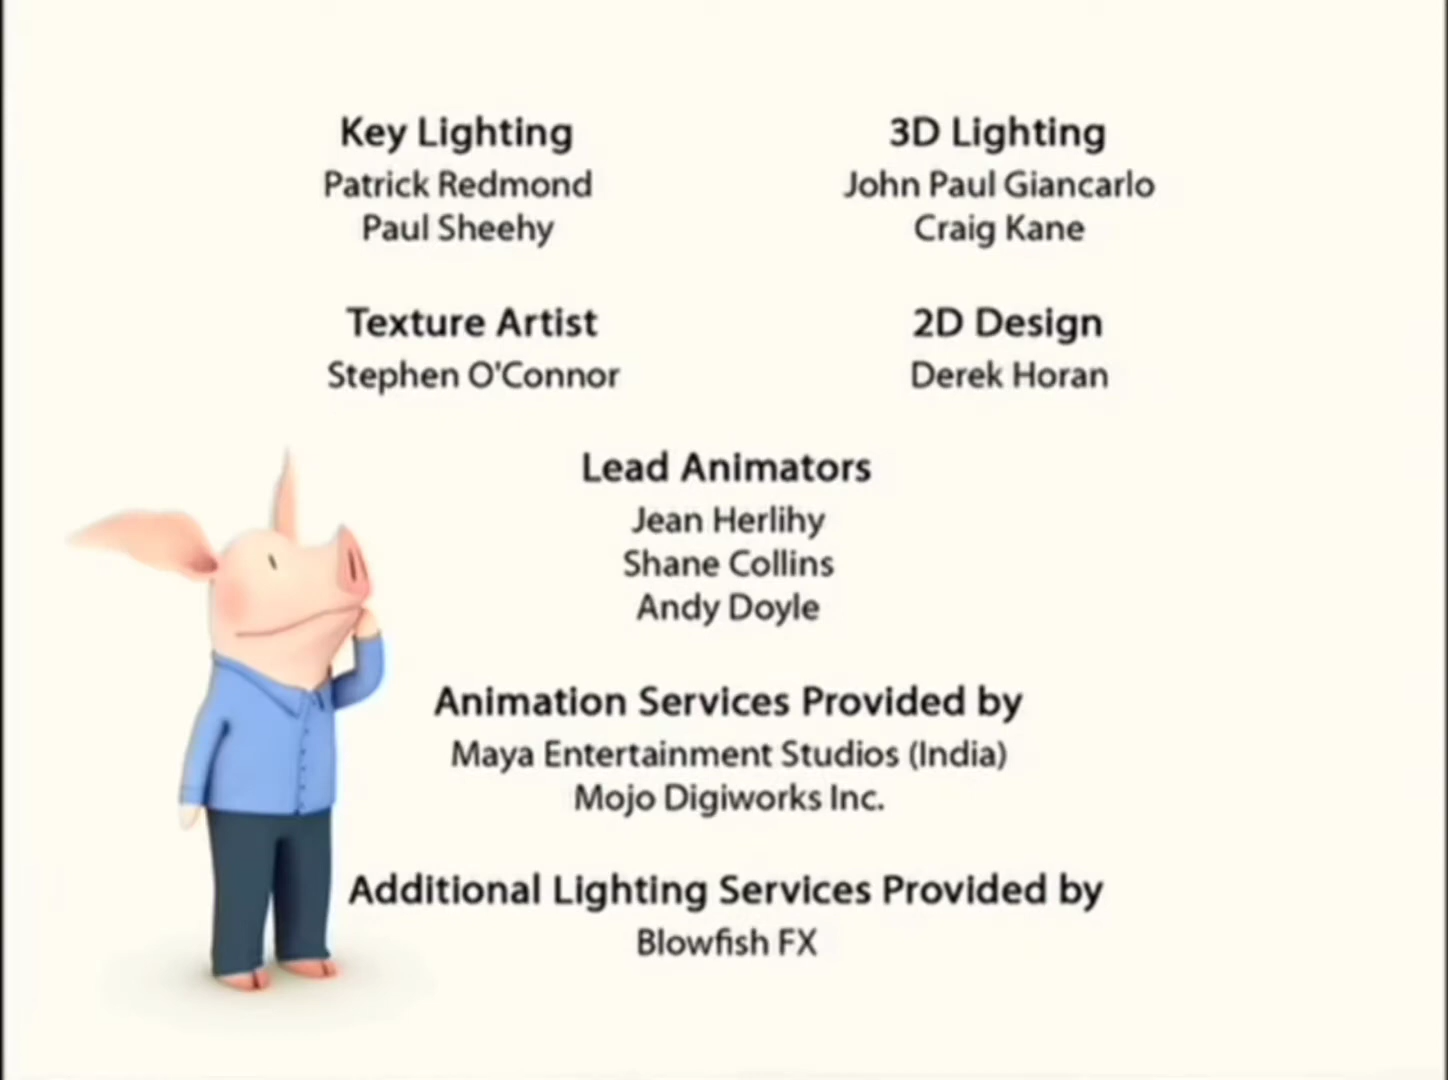 Key Lighting
Patrick Redmond
Paul Sheehy
3D Lighting
John Paul Giancarlo
Craig Kane
Texture Artist
Stephen O'Connor
2D Design
Derek Horan
Lead Animators
Jean Herlihy
Shane Collins
Andy Doyle
Animation Services Provided by
Maya Entertainment Studios (India)
Mojo Digiworks Inc.
Additional Lighting Services Provided by
Blowfish FX